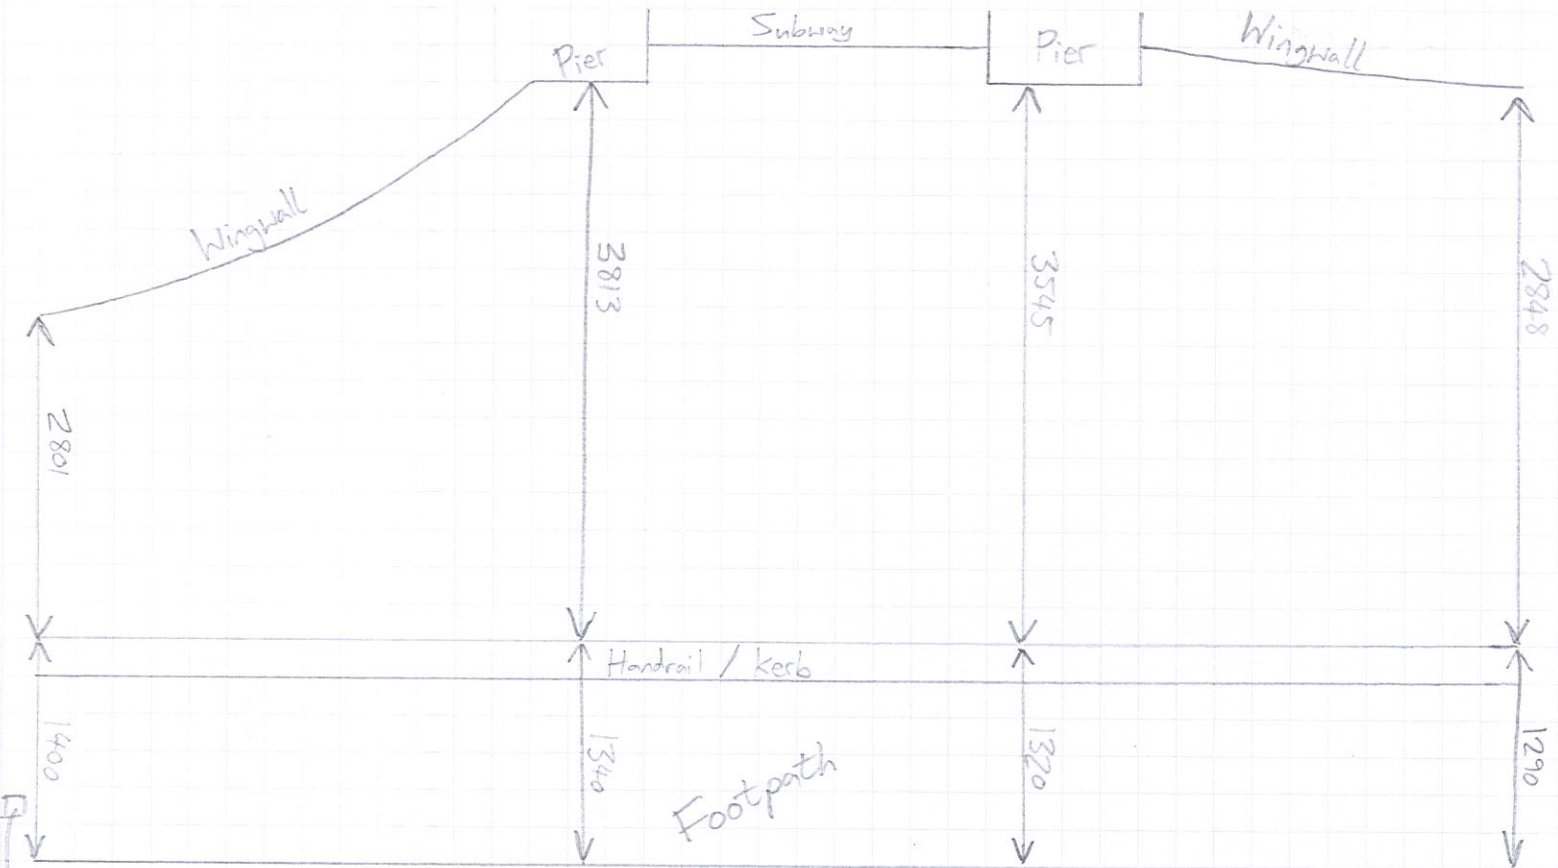 Subway
Pier
Pier
Wingwall
Wingwall
3813
3545
2848
2801
Handrail / Kerb
1400
1340
1320
1290
Footpath